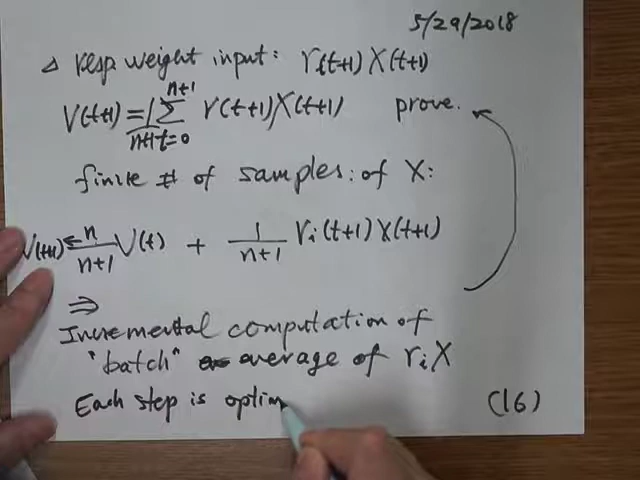 5/29/2018
△ resp. weight input: r(t+1) X(t+1)
V(t+1) = 1/(n+1) Σ_{t=0}^{n+1} r(t+1) X(t+1) prove.
finite # of samples: of X:
V(t+1) ← n/(n+1) V(t) + 1/(n+1) r_i(t+1) X(t+1)
⇒
Incremental computation of
"batch" average of r_i X
Each step is optim
(16)